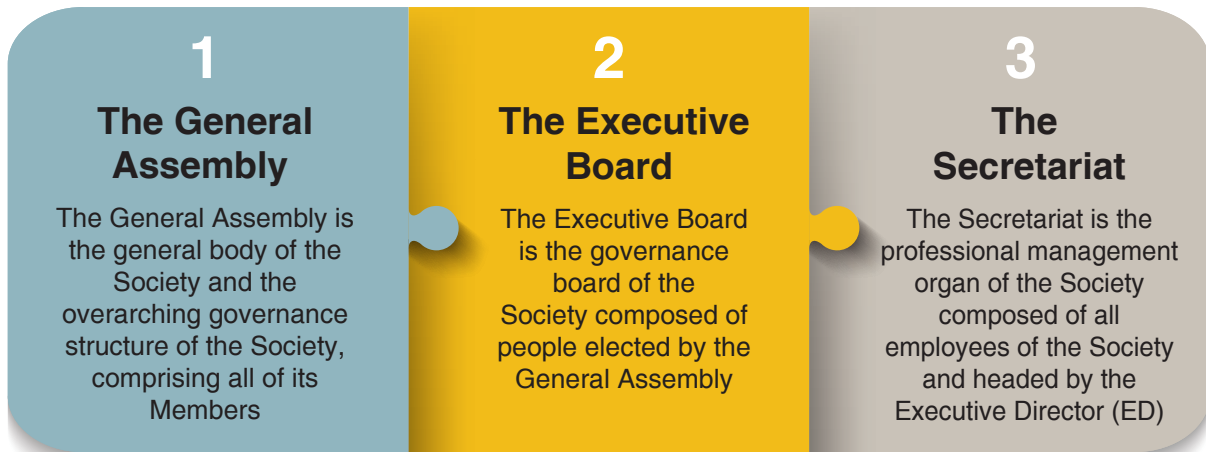 1
The General
Assembly
The General Assembly is
the general body of the
Society and the
overarching governance
structure of the Society,
comprising all of its
Members
2
The Executive
Board
The Executive Board
is the governance
board of the
Society composed of
people elected by the
General Assembly
3
The
Secretariat
The Secretariat is the
professional management
organ of the Society
composed of all
employees of the Society
and headed by the
Executive Director (ED)